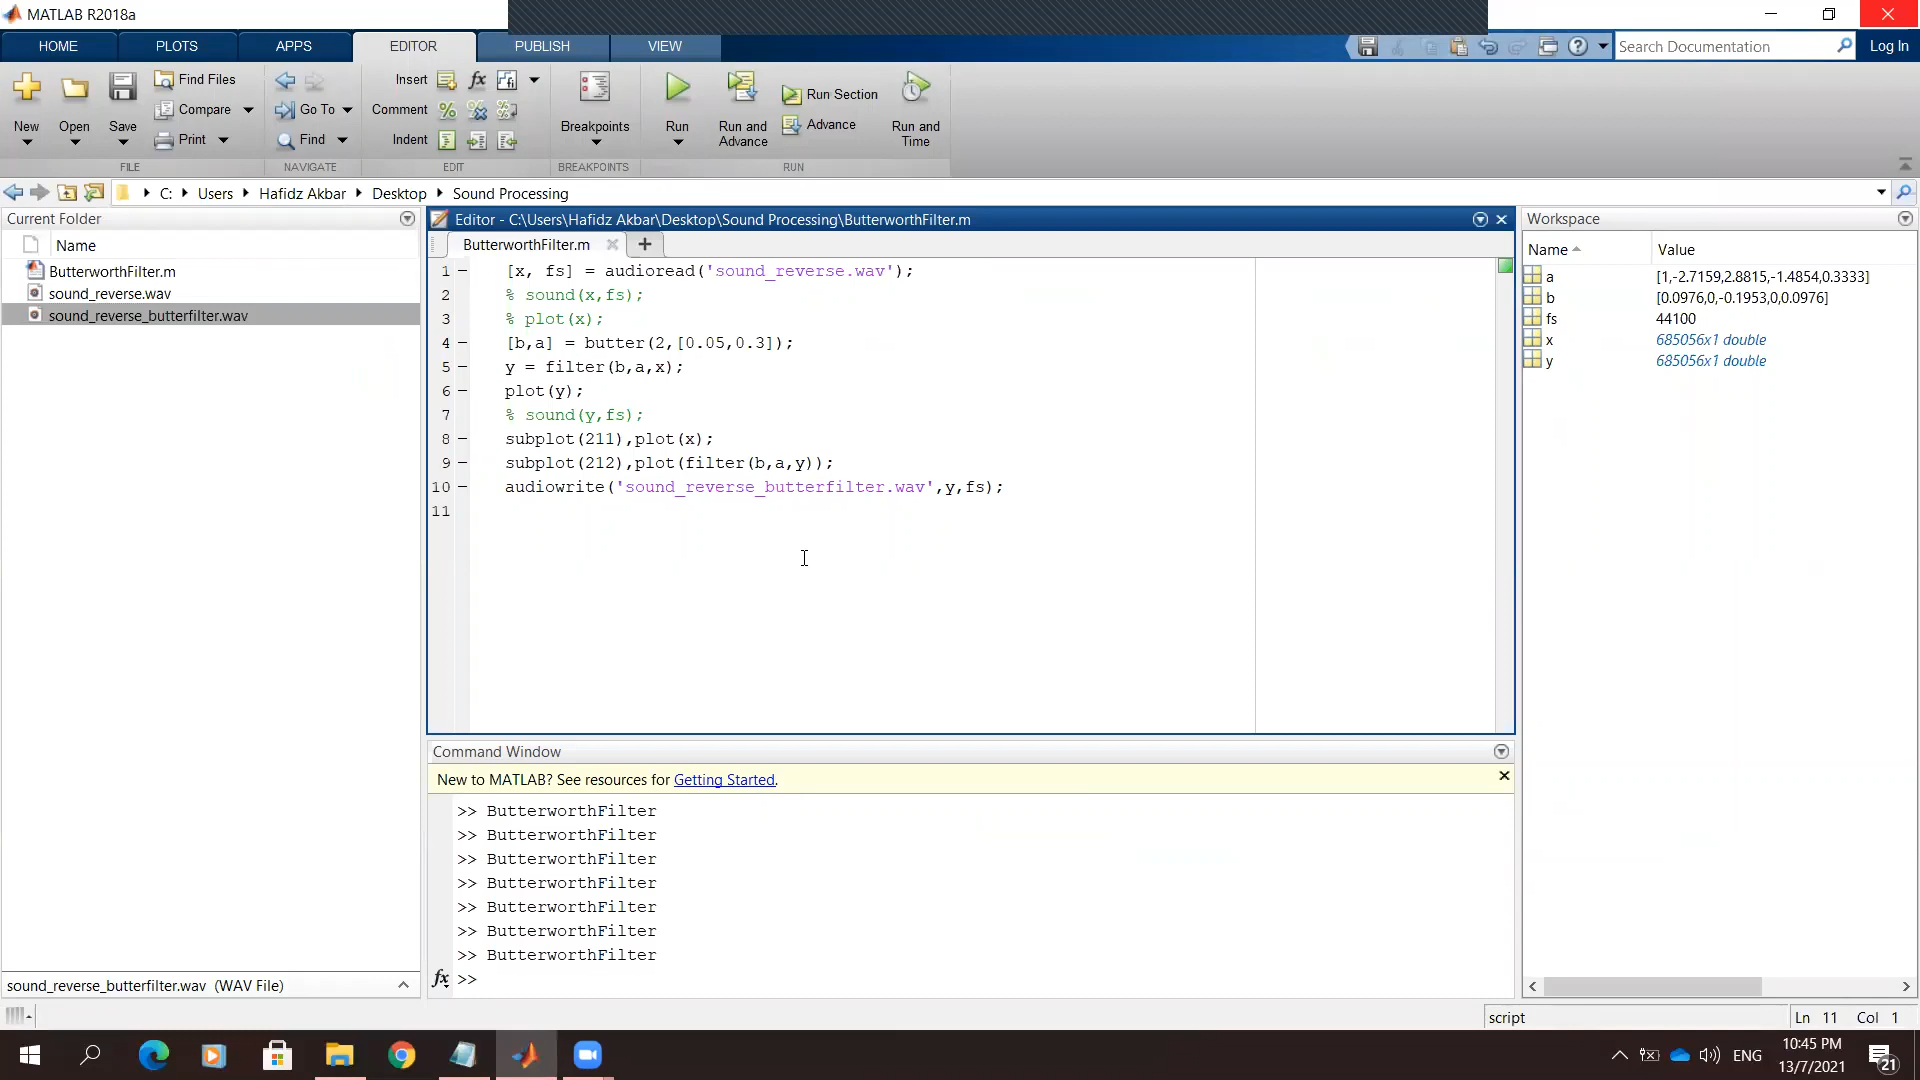 MATLAB R2018a
HOME PLOTS APPS EDITOR PUBLISH VIEW
Search Documentation
Log In
New Open Save
Find Files
Compare
Print
FILE
Go To
Find
NAVIGATE
Insert
Comment
Indent
EDIT
Breakpoints
BREAKPOINTS
Run
Run and Advance
Run Section
Advance
Run and Time
RUN
C: Users Hafidz Akbar Desktop Sound Processing
Current Folder
Name
ButterworthFilter.m
sound_reverse.wav
sound_reverse_butterfilter.wav
sound_reverse_butterfilter.wav (WAV File)
Editor - C:\Users\Hafidz Akbar\Desktop\Sound Processing\ButterworthFilter.m
ButterworthFilter.m
1 [x, fs] = audioread('sound_reverse.wav');
2 % sound(x,fs);
3 % plot(x);
4 [b,a] = butter(2,[0.05,0.3]);
5 y = filter(b,a,x);
6 plot(y);
7 % sound(y,fs);
8 subplot(211),plot(x);
9 subplot(212),plot(filter(b,a,y));
10 audiowrite('sound_reverse_butterfilter.wav',y,fs);
11
Command Window
New to MATLAB? See resources for Getting Started.
>> ButterworthFilter
>> ButterworthFilter
>> ButterworthFilter
>> ButterworthFilter
>> ButterworthFilter
>> ButterworthFilter
>> ButterworthFilter
fx >>
Workspace
Name Value
a [1,-2.7159,2.8815,-1.4854,0.3333]
b [0.0976,0,-0.1953,0,0.0976]
fs 44100
x 685056x1 double
y 685056x1 double
script
Ln 11 Col 1
ENG
10:45 PM
13/7/2021
21